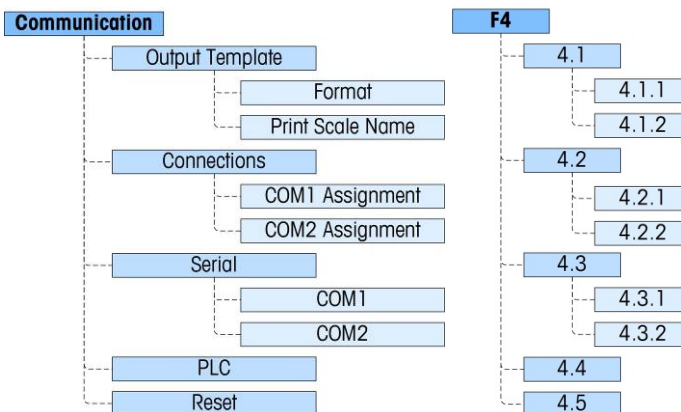 Communication
Output Template
Format
Print Scale Name
Connections
COM1 Assignment
COM2 Assignment
Serial
COM1
COM2
PLC
Reset
F4
4.1
4.1.1
4.1.2
4.2
4.2.1
4.2.2
4.3
4.3.1
4.3.2
4.4
4.5